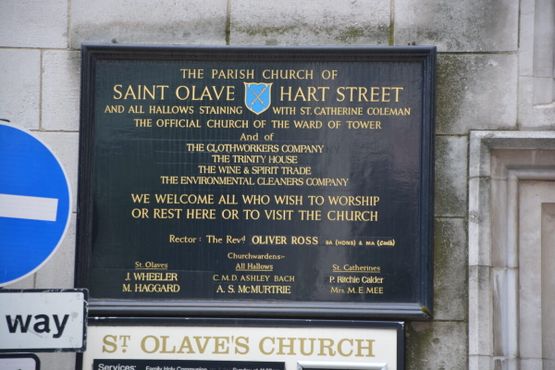 THE PARISH CHURCH OF
SAINT OLAVE HART STREET
AND ALL HALLOWS STAINING WITH ST. CATHERINE COLEMAN
THE OFFICIAL CHURCH OF THE WARD OF TOWER
And of
THE CLOTHWORKERS COMPANY
THE TRINITY HOUSE
THE WINE & SPIRIT TRADE
THE ENVIRONMENTAL CLEANERS COMPANY
WE WELCOME ALL WHO WISH TO WORSHIP
OR REST HERE OR TO VISIT THE CHURCH
Rector: The Revd OLIVER ROSS BA (HONS) & MA (Cantb)
Churchwardens:-
St. Olaves
J. WHEELER
M. HAGGARD
All Hallows
C. M. D. ASHLEY BACH
A. S. McMURTRIE
St. Catherines
P. Ritchie Calder
Mrs. M. E. MEE
way
ST OLAVE'S CHURCH
Services: Family Holy Communion